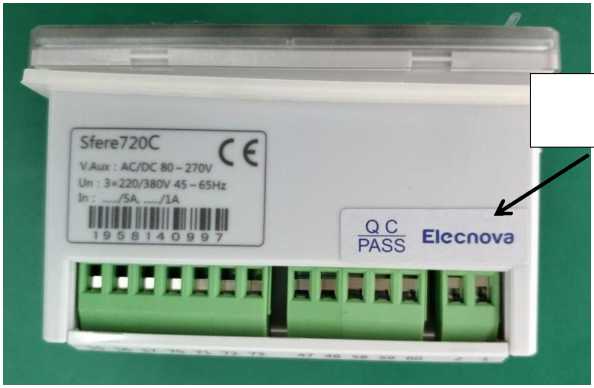 Sfere720C
CE
V.Aux : AC/DC 80–270V
Un : 3×220/380V 45–65Hz
In : ...../5A, ..../1A
1958140997
QC
PASS
Elecnova